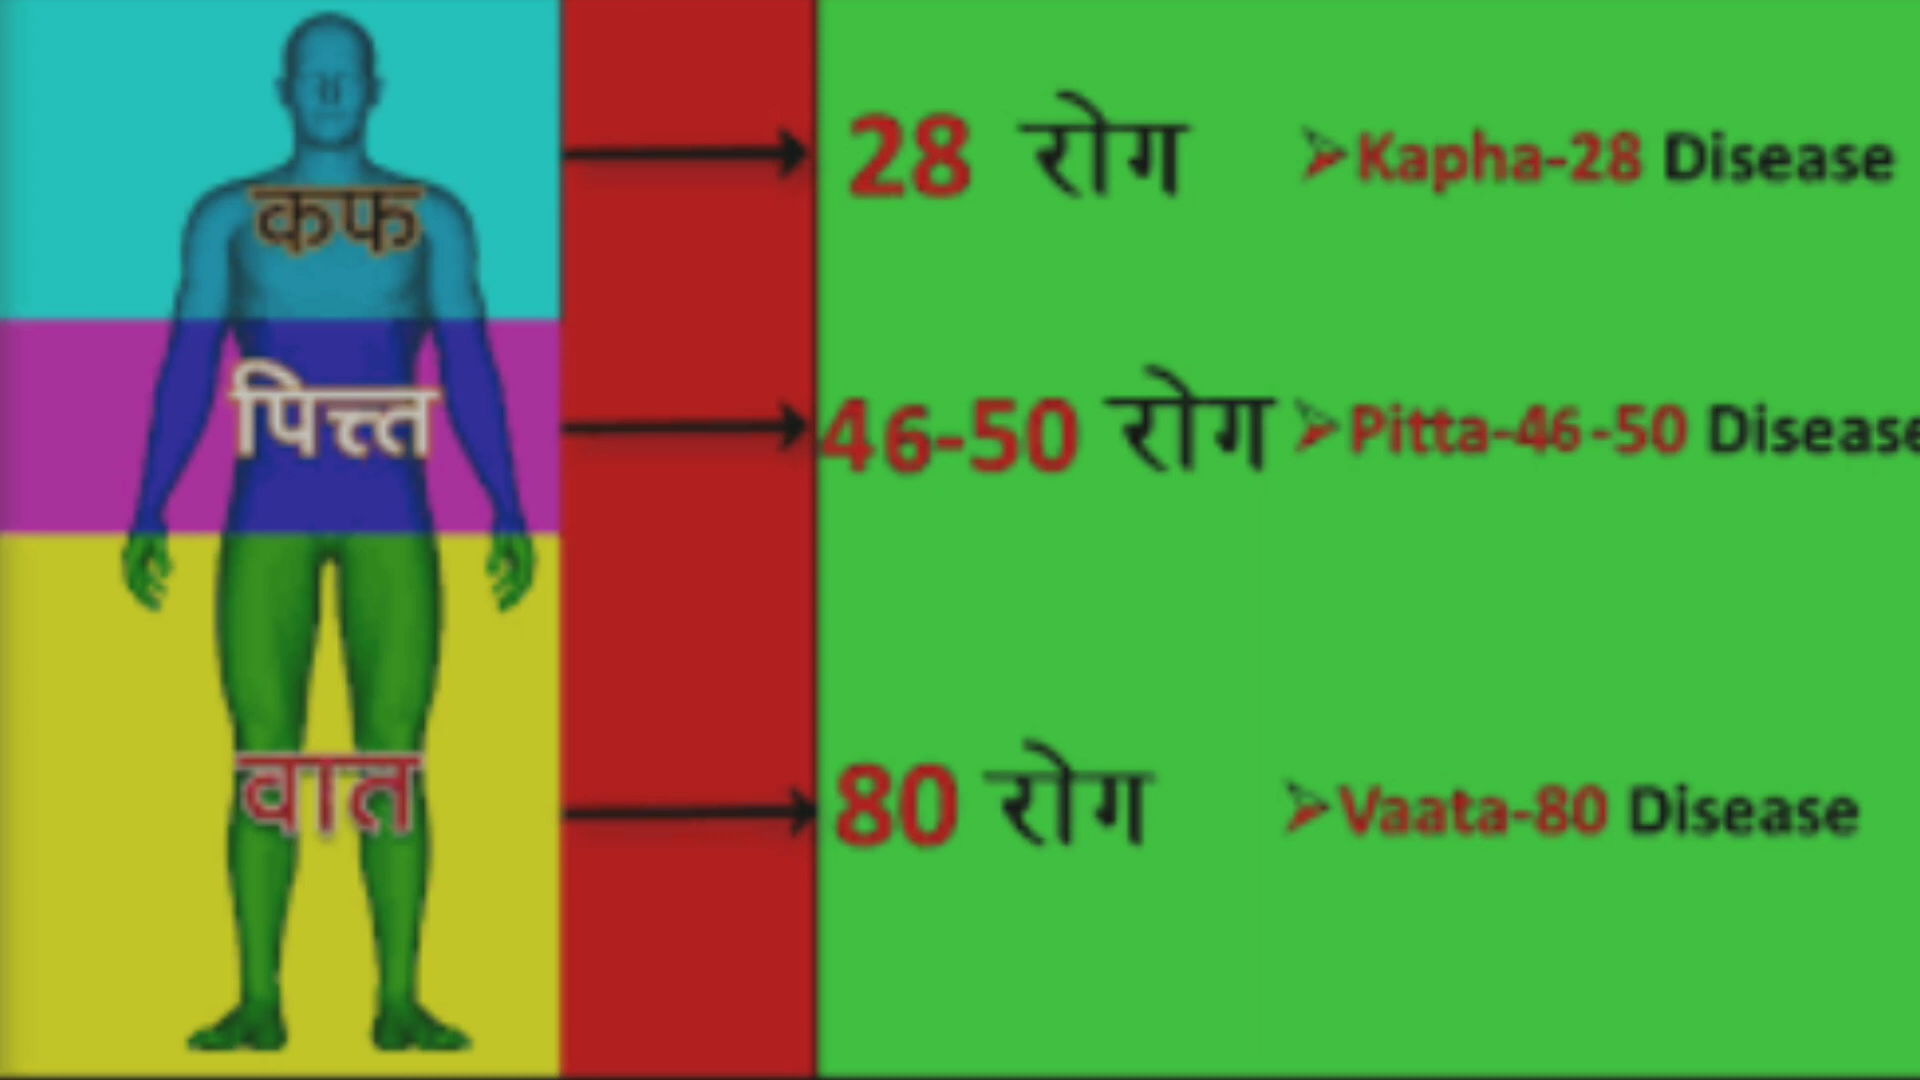 कफ
28 रोग
➢Kapha-28 Disease
पित्त
46-50 रोग
➢Pitta-46-50 Disease
वात
80 रोग
➢Vaata-80 Disease